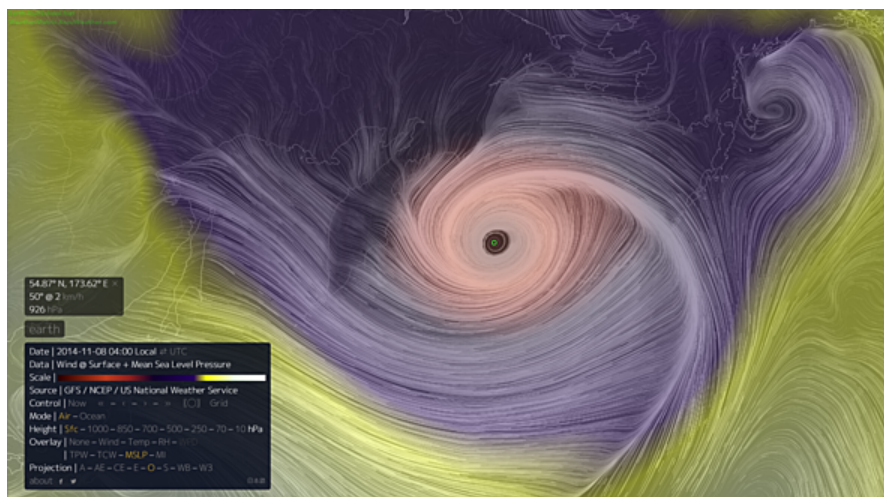 54.87° N, 173.62° E ×
50° @ 2 km/h
926 hPa
earth
Date | 2014-11-08 04:00 Local ⇄ UTC
Data | Wind @ Surface + Mean Sea Level Pressure
Scale |
Source | GFS / NCEP / US National Weather Service
Control | Now « – ‹ – › – » Grid
Mode | Air – Ocean
Height | Sfc – 1000 – 850 – 700 – 500 – 250 – 70 – 10 hPa
Overlay | None – Wind – Temp – RH –
| TPW – TCW – MSLP – MI
Projection | A – AE – CE – E – O – S – WB – W3
about